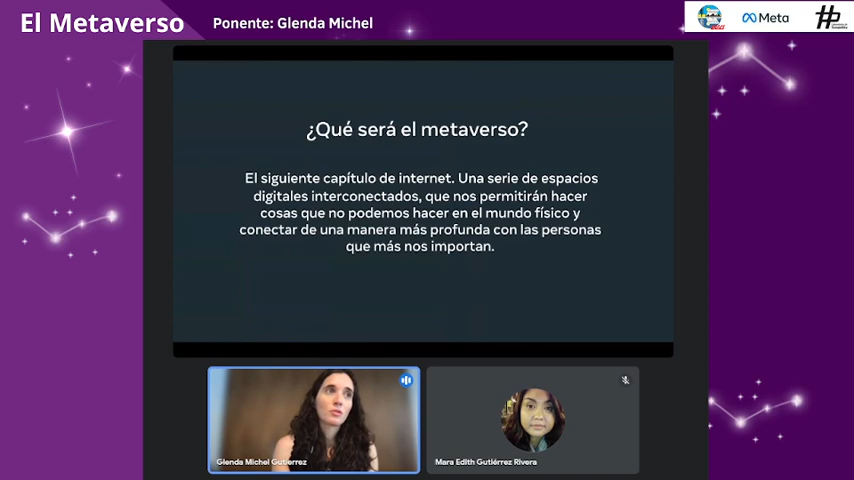 El Metaverso
Ponente: Glenda Michel
Meta
¿Qué será el metaverso?
El siguiente capítulo de internet. Una serie de espacios
digitales interconectados, que nos permitirán hacer
cosas que no podemos hacer en el mundo físico y
conectar de una manera más profunda con las personas
que más nos importan.
Glenda Michel Gutierrez
Mara Edith Gutiérrez Rivera